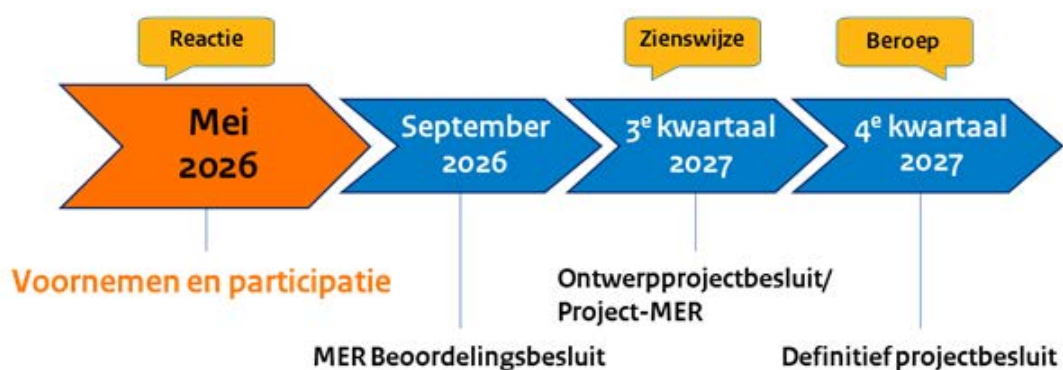 Reactie
Zienswijze
Beroep
Mei
2026
September
2026
3e kwartaal
2027
4e kwartaal
2027
Voornemen en participatie
Ontwerpprojectbesluit/
Project-MER
MER Beoordelingsbesluit
Definitief projectbesluit